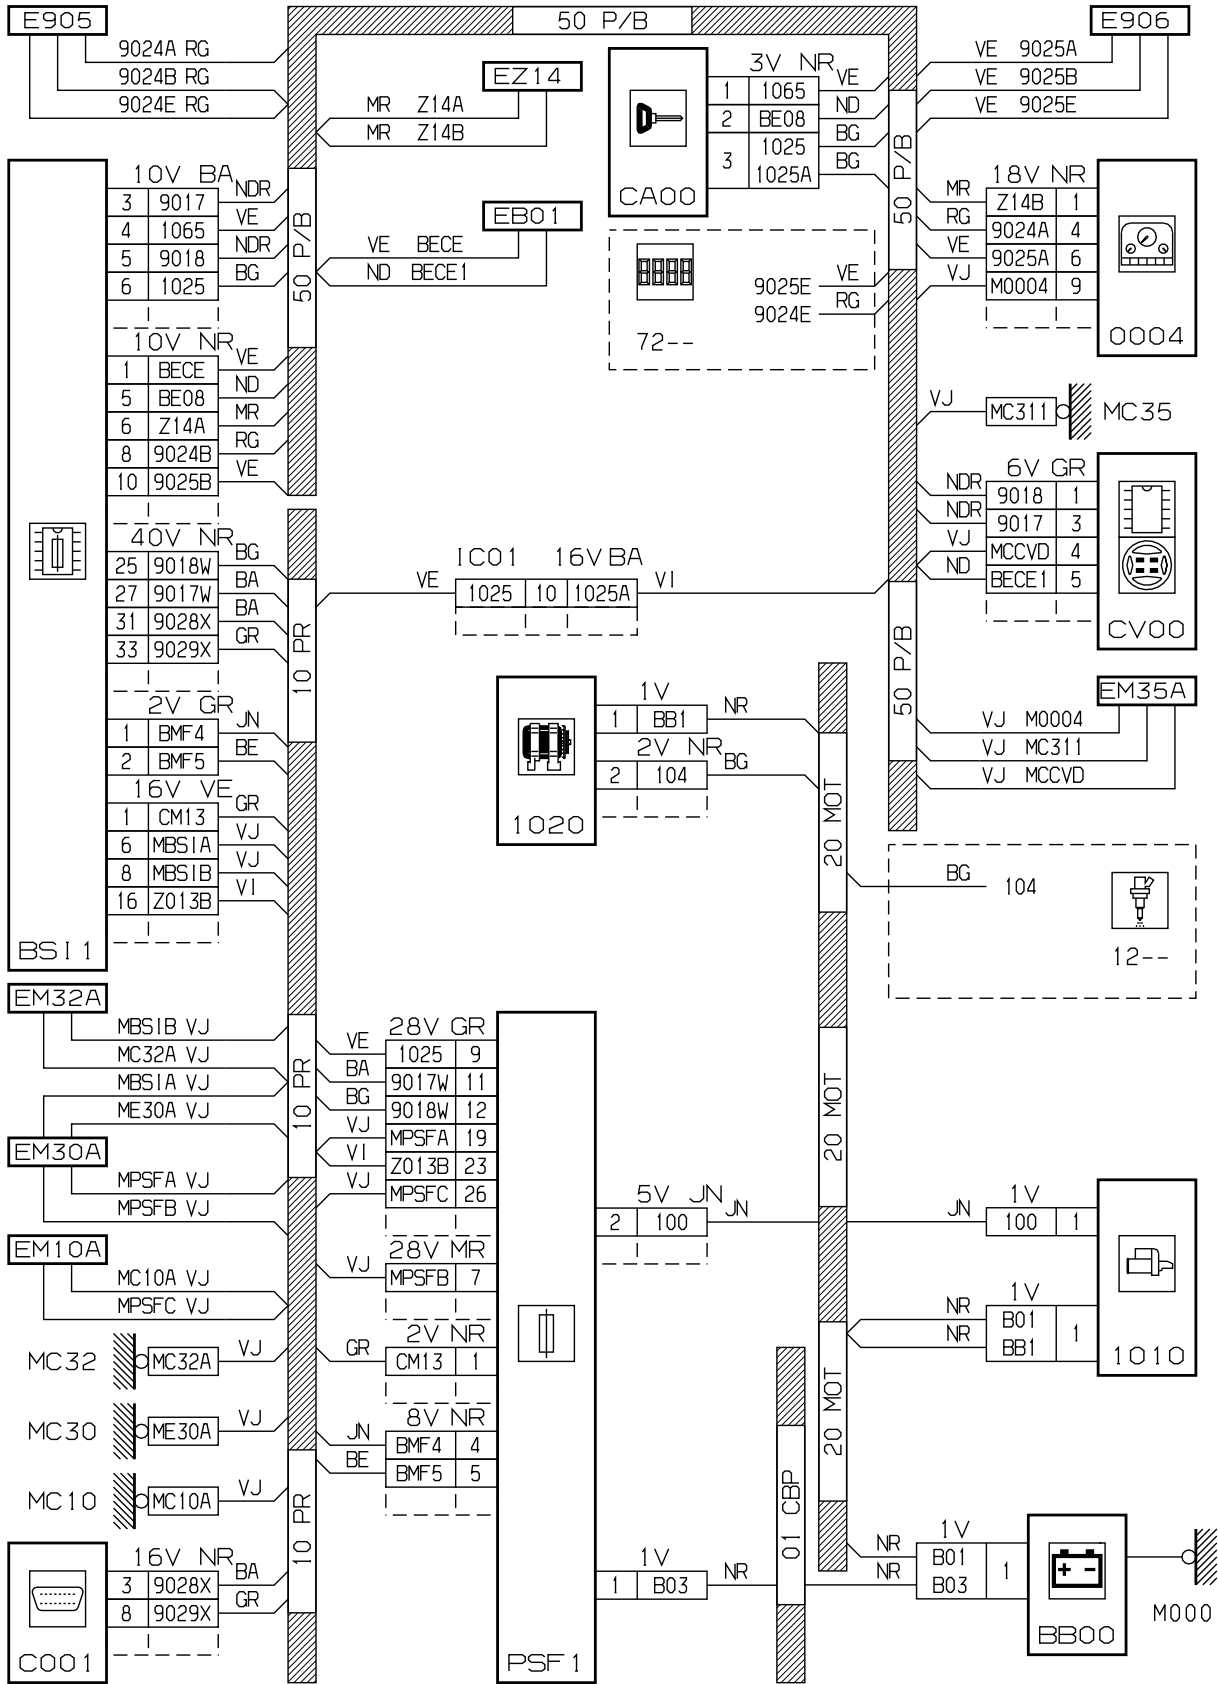 E905
9024A RG
9024B RG
9024E RG
50 P/B
E906
VE 9025A
VE 9025B
VE 9025E
EZ14
MR Z14A
MR Z14B
3V NR
1 1065 VE
2 BE08 ND
3 1025 BG
1025A BG
CA00
50 P/B
BSI1
10V BA
3 9017 NDR
4 1065 VE
5 9018 NDR
6 1025 BG
50 P/B
EB01
VE BECE
ND BECE1
9025E VE
9024E RG
72--
18V NR
MR Z14B 1
RG 9024A 4
VE 9025A 6
VJ M0004 9
0004
10V NR
1 BECE VE
5 BE08 ND
6 Z14A MR
8 9024B RG
10 9025B VE
VJ MC311 MC35
6V GR
NDR 9018 1
NDR 9017 3
VJ MCCVD 4
ND BECE1 5
CV00
40V NR
25 9018W BG
27 9017W BA
31 9028X BA
33 9029X GR
10 PR
IC01 16V BA
VE 1025 10 1025A VI
50 P/B
2V GR
1 BMF4 JN
2 BMF5 BE
16V VE
1 CM13 GR
6 MBSIA VJ
8 MBSIB VJ
16 Z013B VI
1V
1 BB1 NR
2V NR
2 104 BG
1020
20 MOT
EM35A
VJ M0004
VJ MC311
VJ MCCVD
BG 104
12--
EM32A
MBSIB VJ
MC32A VJ
MBSIA VJ
ME30A VJ
EM30A
MPSFA VJ
MPSFB VJ
EM10A
MC10A VJ
MPSFC VJ
10 PR
28V GR
VE 1025 9
BA 9017W 11
BG 9018W 12
VJ MPSFA 19
VI Z013B 23
VJ MPSFC 26
28V MR
VJ MPSFB 7
2V NR
GR CM13 1
8V NR
JN BMF4 4
BE BMF5 5
PSF1
5V JN
2 100 JN
20 MOT
1V
JN 100 1
1V
NR B01
NR BB1 1
1010
20 MOT
MC32 MC32A VJ
MC30 ME30A VJ
MC10 MC10A VJ
10 PR
16V NR
3 9028X BA
8 9029X GR
C001
1V
1 B03 NR
01 CBP
1V
NR B01
NR B03 1
BB00
M000